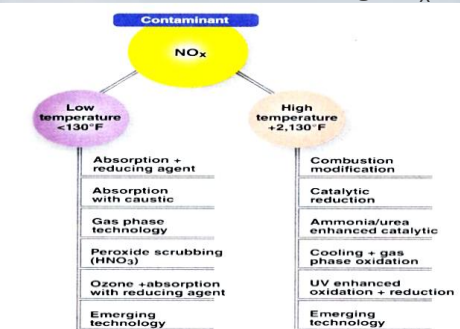 Contaminant
NOx
Low
temperature
<130°F
High
temperature
+2,130°F
Absorption +
reducing agent
Absorption
with caustic
Gas phase
technology
Peroxide scrubbing
(HNO3)
Ozone +absorption
with reducing agent
Emerging
technology
Combustion
modification
Catalytic
reduction
Ammonia/urea
enhanced catalytic
Cooling + gas
phase oxidation
UV enhanced
oxidation + reduction
Emerging
technology